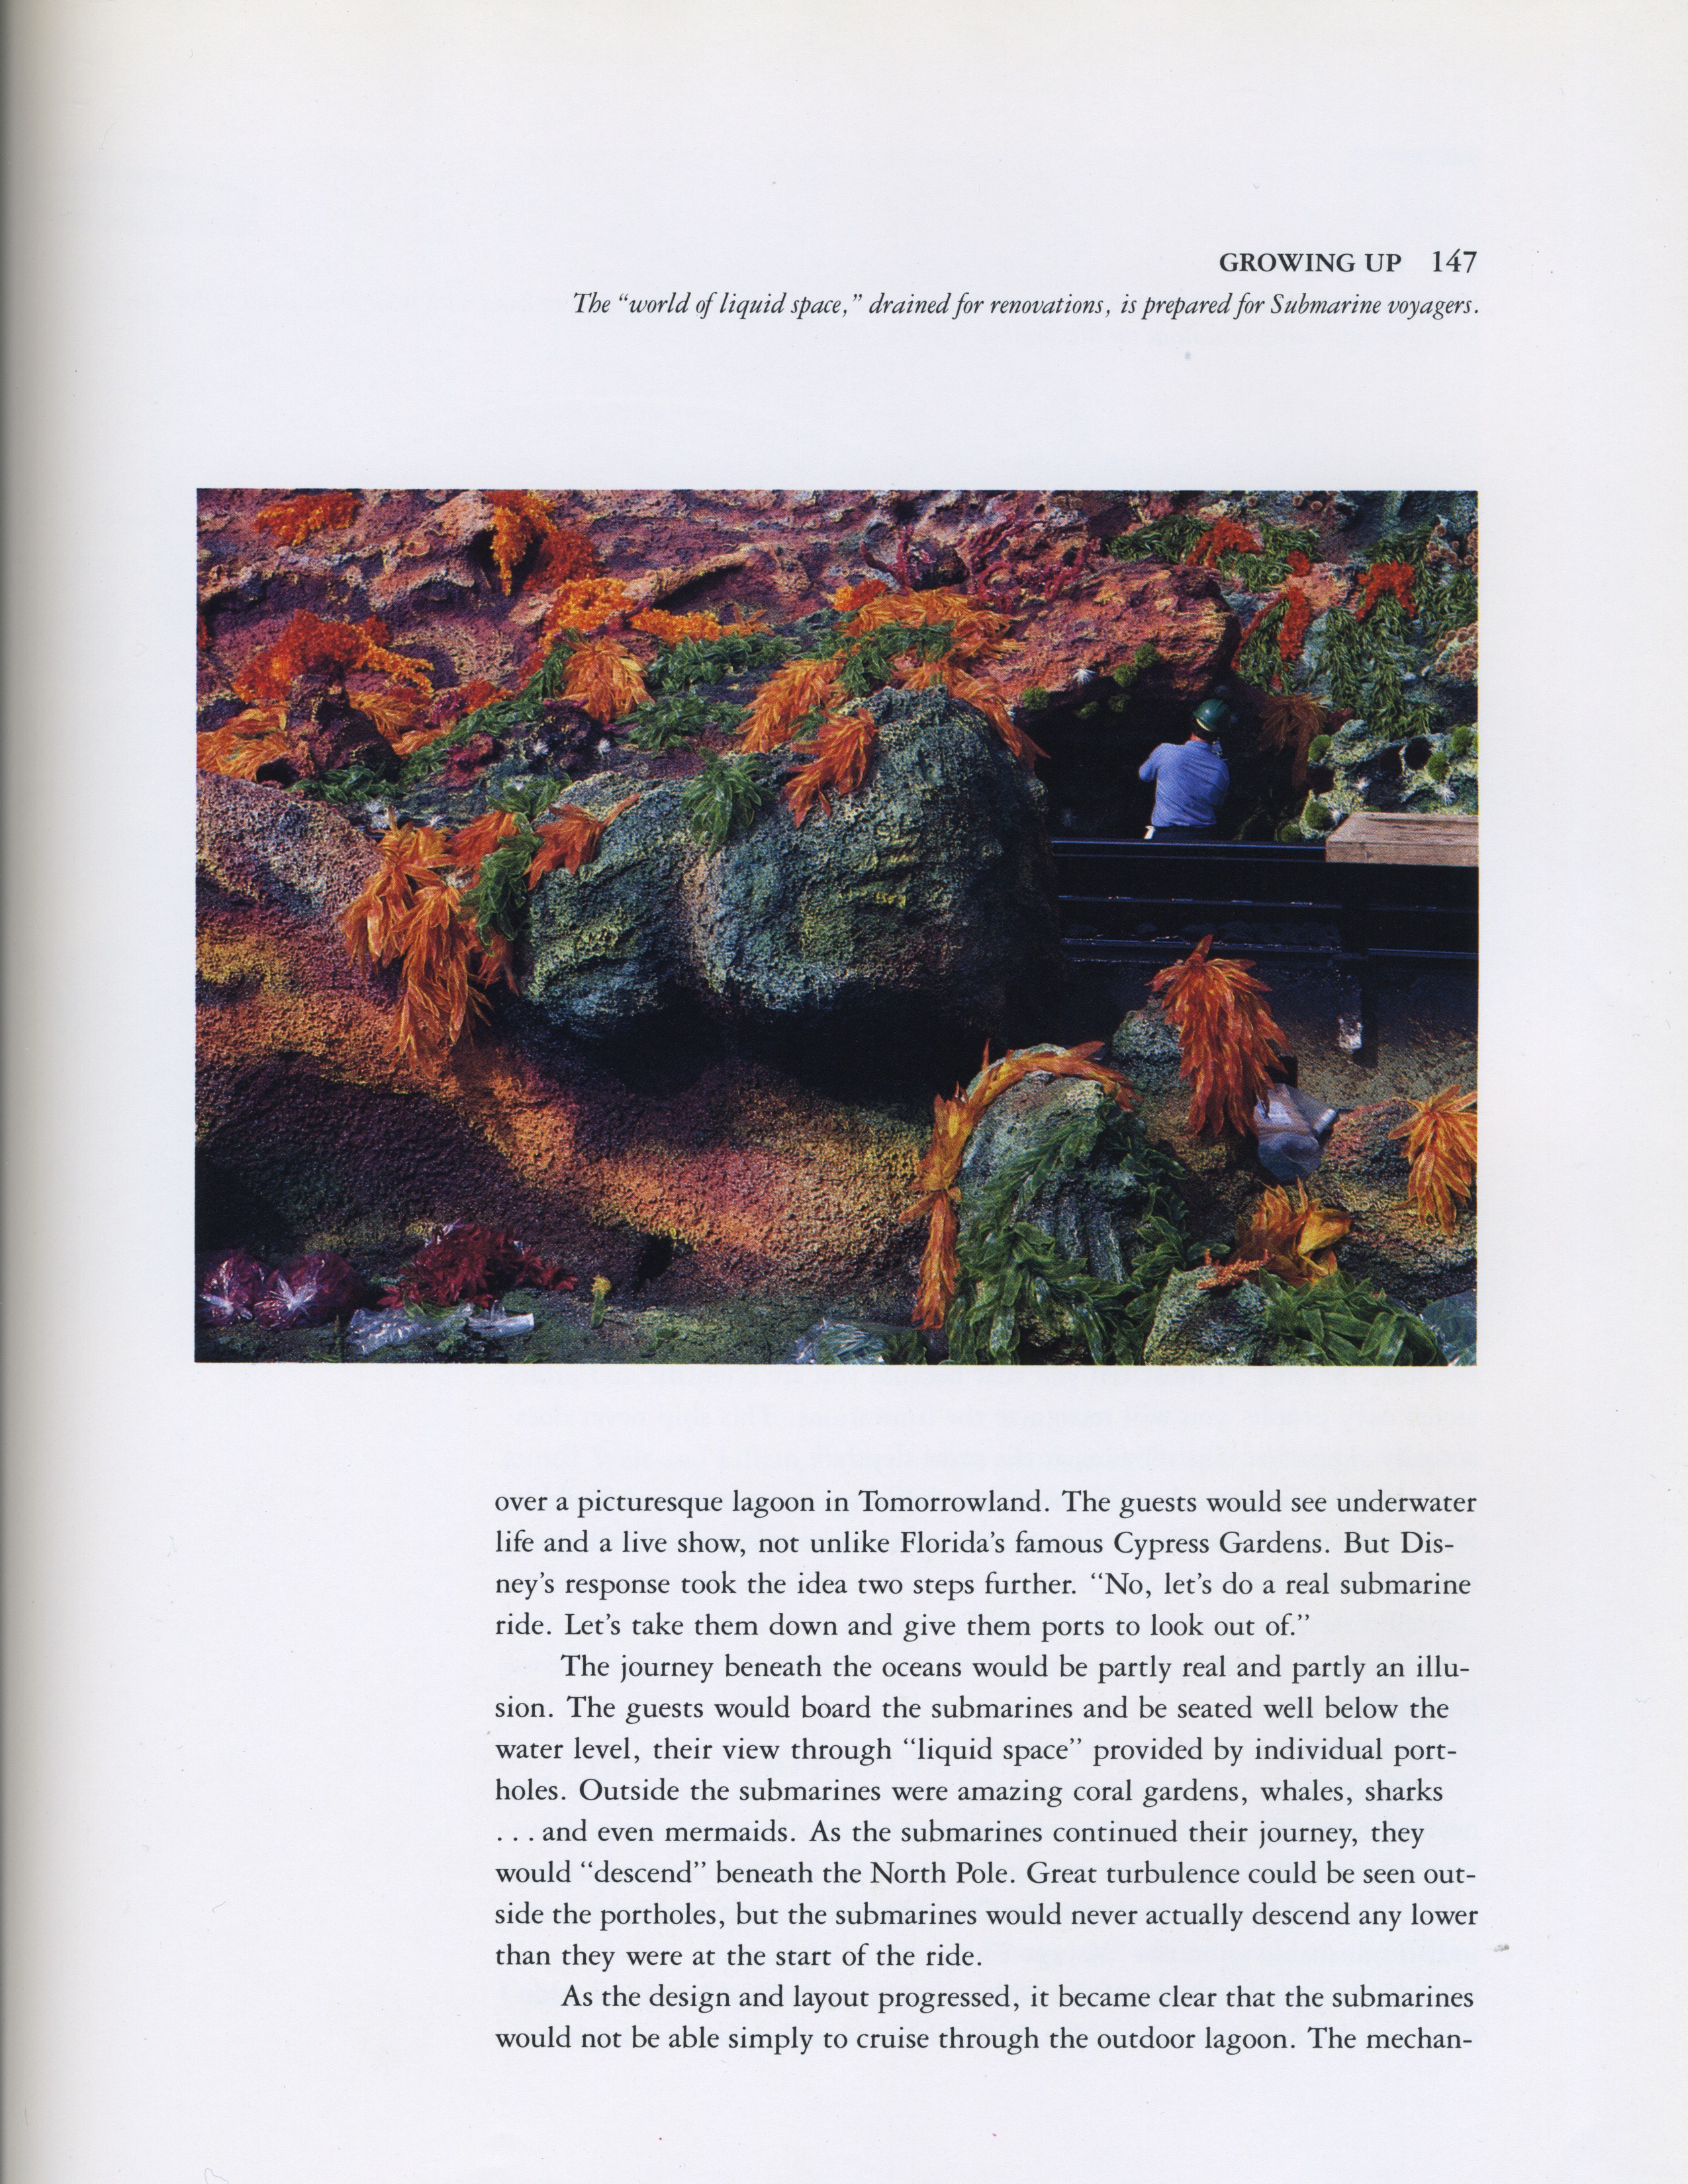 GROWING UP 147
The “world of liquid space,” drained for renovations, is prepared for Submarine voyagers.
over a picturesque lagoon in Tomorrowland. The guests would see underwater
life and a live show, not unlike Florida’s famous Cypress Gardens. But Dis-
ney’s response took the idea two steps further. “No, let’s do a real submarine
ride. Let’s take them down and give them ports to look out of.”
The journey beneath the oceans would be partly real and partly an illu-
sion. The guests would board the submarines and be seated well below the
water level, their view through “liquid space” provided by individual port-
holes. Outside the submarines were amazing coral gardens, whales, sharks
. . . and even mermaids. As the submarines continued their journey, they
would “descend” beneath the North Pole. Great turbulence could be seen out-
side the portholes, but the submarines would never actually descend any lower
than they were at the start of the ride.
As the design and layout progressed, it became clear that the submarines
would not be able simply to cruise through the outdoor lagoon. The mechan-